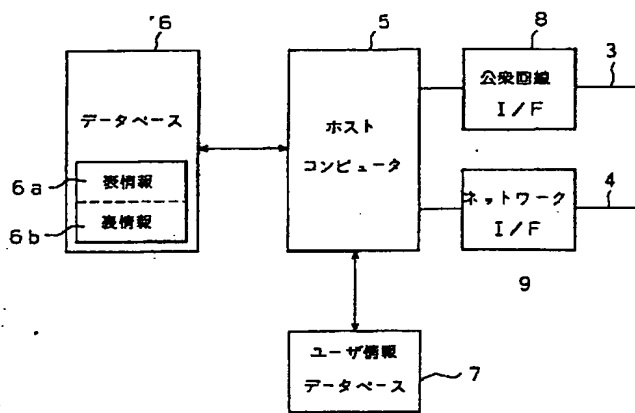 6
5
8
3
データベース
ホスト
コンピュータ
公衆回線
I/F
6a
表情報
6b
裏情報
ネットワーク
I/F
4
9
ユーザ情報
データベース
7